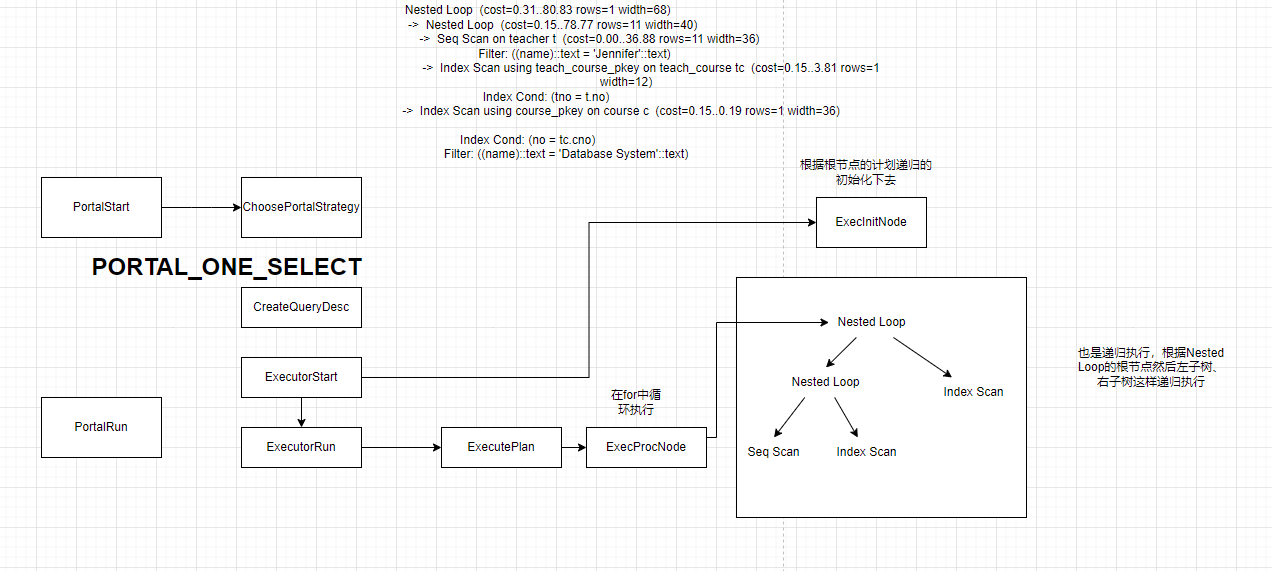 Nested Loop  (cost=0.31..80.83 rows=1 width=68)
->  Nested Loop  (cost=0.15..78.77 rows=11 width=40)
->  Seq Scan on teacher t  (cost=0.00..36.88 rows=11 width=36)
Filter: ((name)::text = 'Jennifer'::text)
->  Index Scan using teach_course_pkey on teach_course tc  (cost=0.15..3.81 rows=1
width=12)
Index Cond: (tno = t.no)
->  Index Scan using course_pkey on course c  (cost=0.15..0.19 rows=1 width=36)
Index Cond: (no = tc.cno)
Filter: ((name)::text = 'Database System'::text)
根据根节点的计划递归的
初始化下去
PortalStart
ChoosePortalStrategy
ExecInitNode
PORTAL_ONE_SELECT
CreateQueryDesc
ExecutorStart
PortalRun
ExecutorRun
ExecutePlan
在for中循
环执行
ExecProcNode
Nested Loop
Nested Loop
Index Scan
Seq Scan
Index Scan
也是递归执行，根据Nested
Loop的根节点然后左子树、
右子树这样递归执行